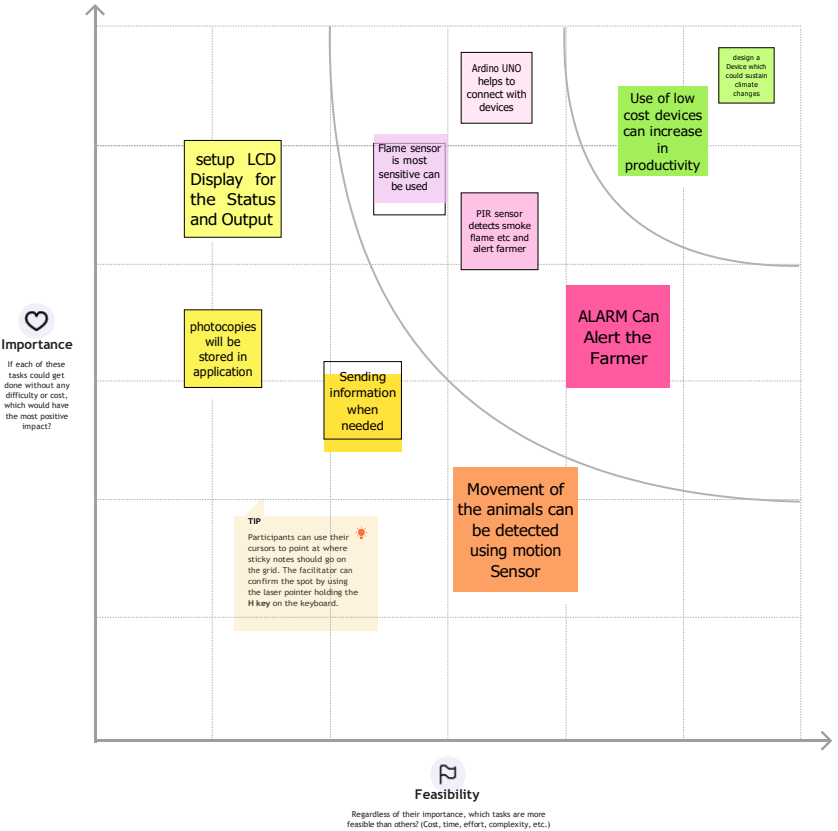 Ardino UNO
helps to
connect with
devices
design a
Device which
could sustain
climate
changes
Use of low
cost devices
can increase
in
productivity
setup LCD
Display for
the Status
and Output
Flame sensor
is most
sensitive can
be used
PIR sensor
detects smoke
flame etc and
alert farmer
ALARM Can
Alert the
Farmer
photocopies
will be
stored in
application
Sending
information
when
needed
Importance
If each of these
tasks could get
done without any
difficulty or cost,
which would have
the most positive
impact?
Movement of
the animals can
be detected
using motion
Sensor
TIP
Participants can use their
cursors to point at where
sticky notes should go on
the grid. The facilitator can
confirm the spot by using
the laser pointer holding the
H key on the keyboard.
Feasibility
Regardless of their importance, which tasks are more
feasible than others? (Cost, time, effort, complexity, etc.)